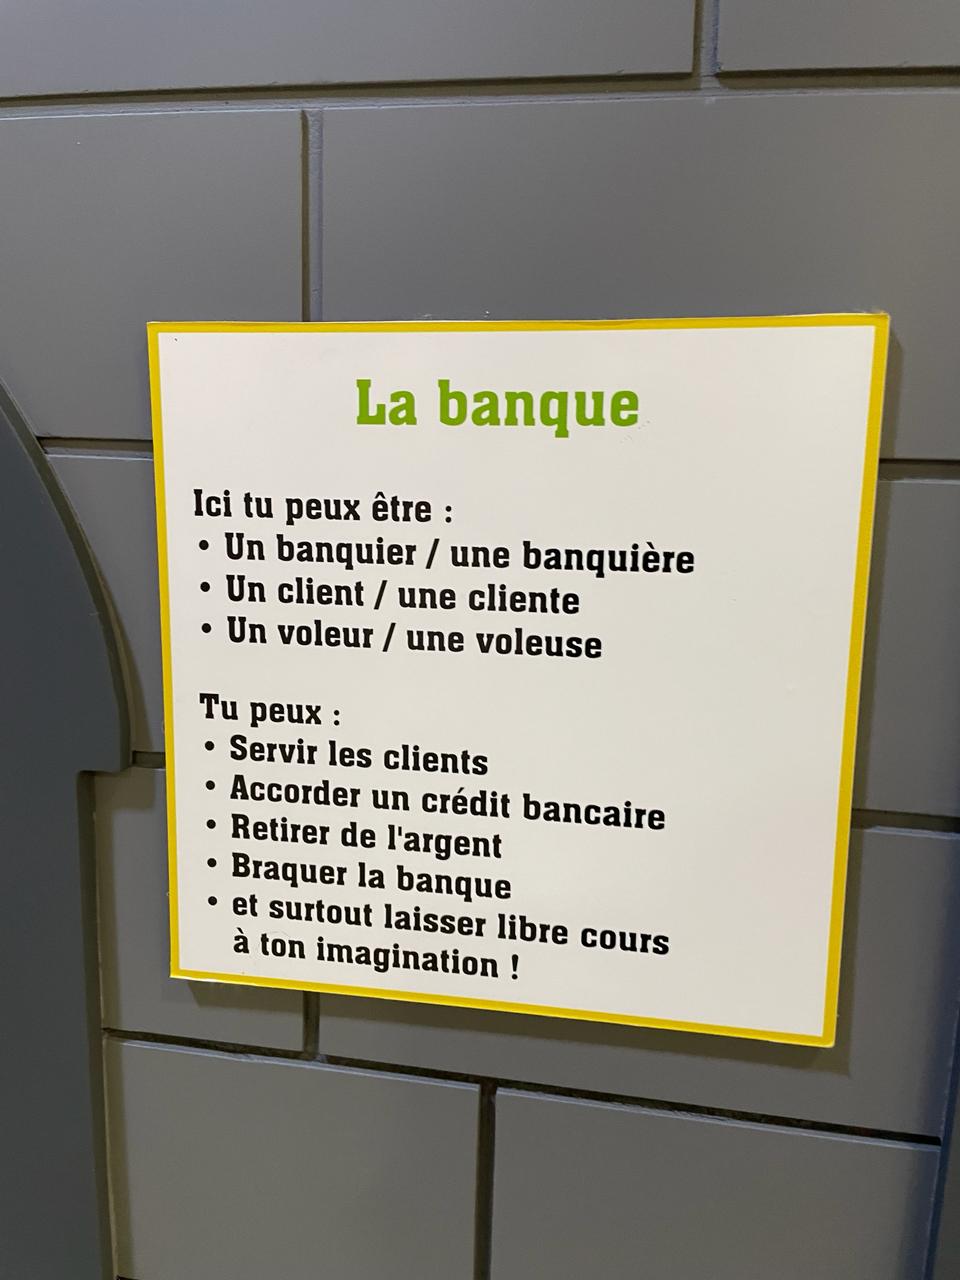 La banque
Ici tu peux être :
• Un banquier / une banquière
• Un client / une cliente
• Un voleur / une voleuse
Tu peux :
• Servir les clients
• Accorder un crédit bancaire
• Retirer de l'argent
• Braquer la banque
• et surtout laisser libre cours
à ton imagination !